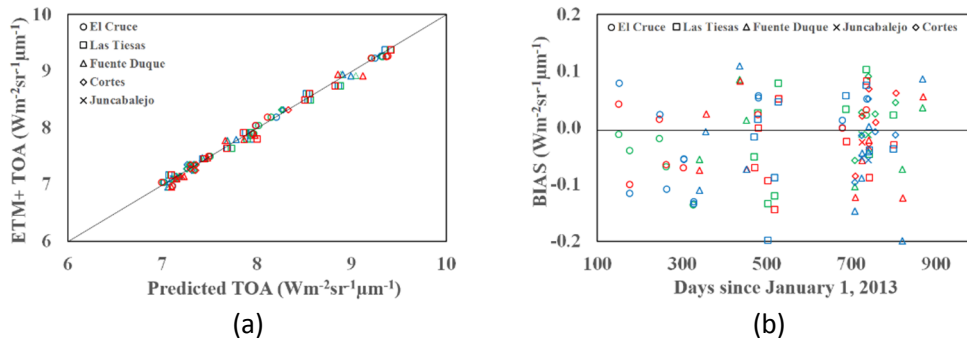 El Cruce
Las Tiesas
Fuente Duque
Cortes
Juncabalejo
ETM+ TOA (Wm-2sr-1μm-1)
10
9
8
7
6
6 7 8 9 10
Predicted TOA (Wm-2sr-1μm-1)
(a)
El Cruce Las Tiesas Fuente Duque Juncabalejo Cortes
BIAS (Wm-2sr-1μm-1)
0.2
0.1
0.0
-0.1
-0.2
100 300 500 700 900
Days since January 1, 2013
(b)